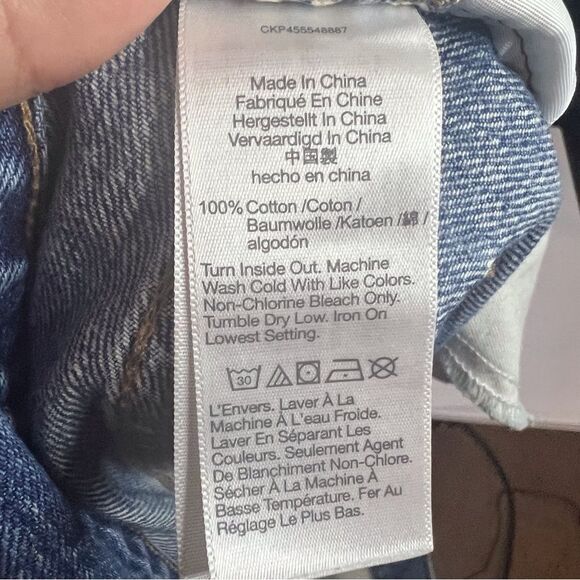 CKP455548887
Made In China
Fabriqué En Chine
Hergestellt In China
Vervaardigd In China
中国製
hecho en china
100% Cotton /Coton /
Baumwolle /Katoen /綿 /
algodón
Turn Inside Out. Machine
Wash Cold With Like Colors.
Non-Chlorine Bleach Only.
Tumble Dry Low. Iron On
Lowest Setting.
30
L'Envers. Laver À La
Machine À L'eau Froide.
Laver En Séparant Les
Couleurs. Seulement Agent
De Blanchiment Non-Chlore.
Sécher À La Machine À
Basse Température. Fer Au
Réglage Le Plus Bas.